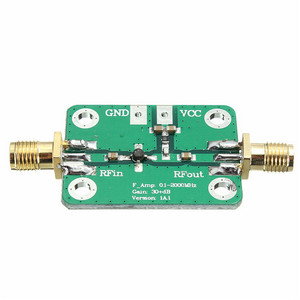 GND VCC
RFin RFout
F_Amp: 0.1-2000MHz
Gain: 30+dB
Version: 1A1